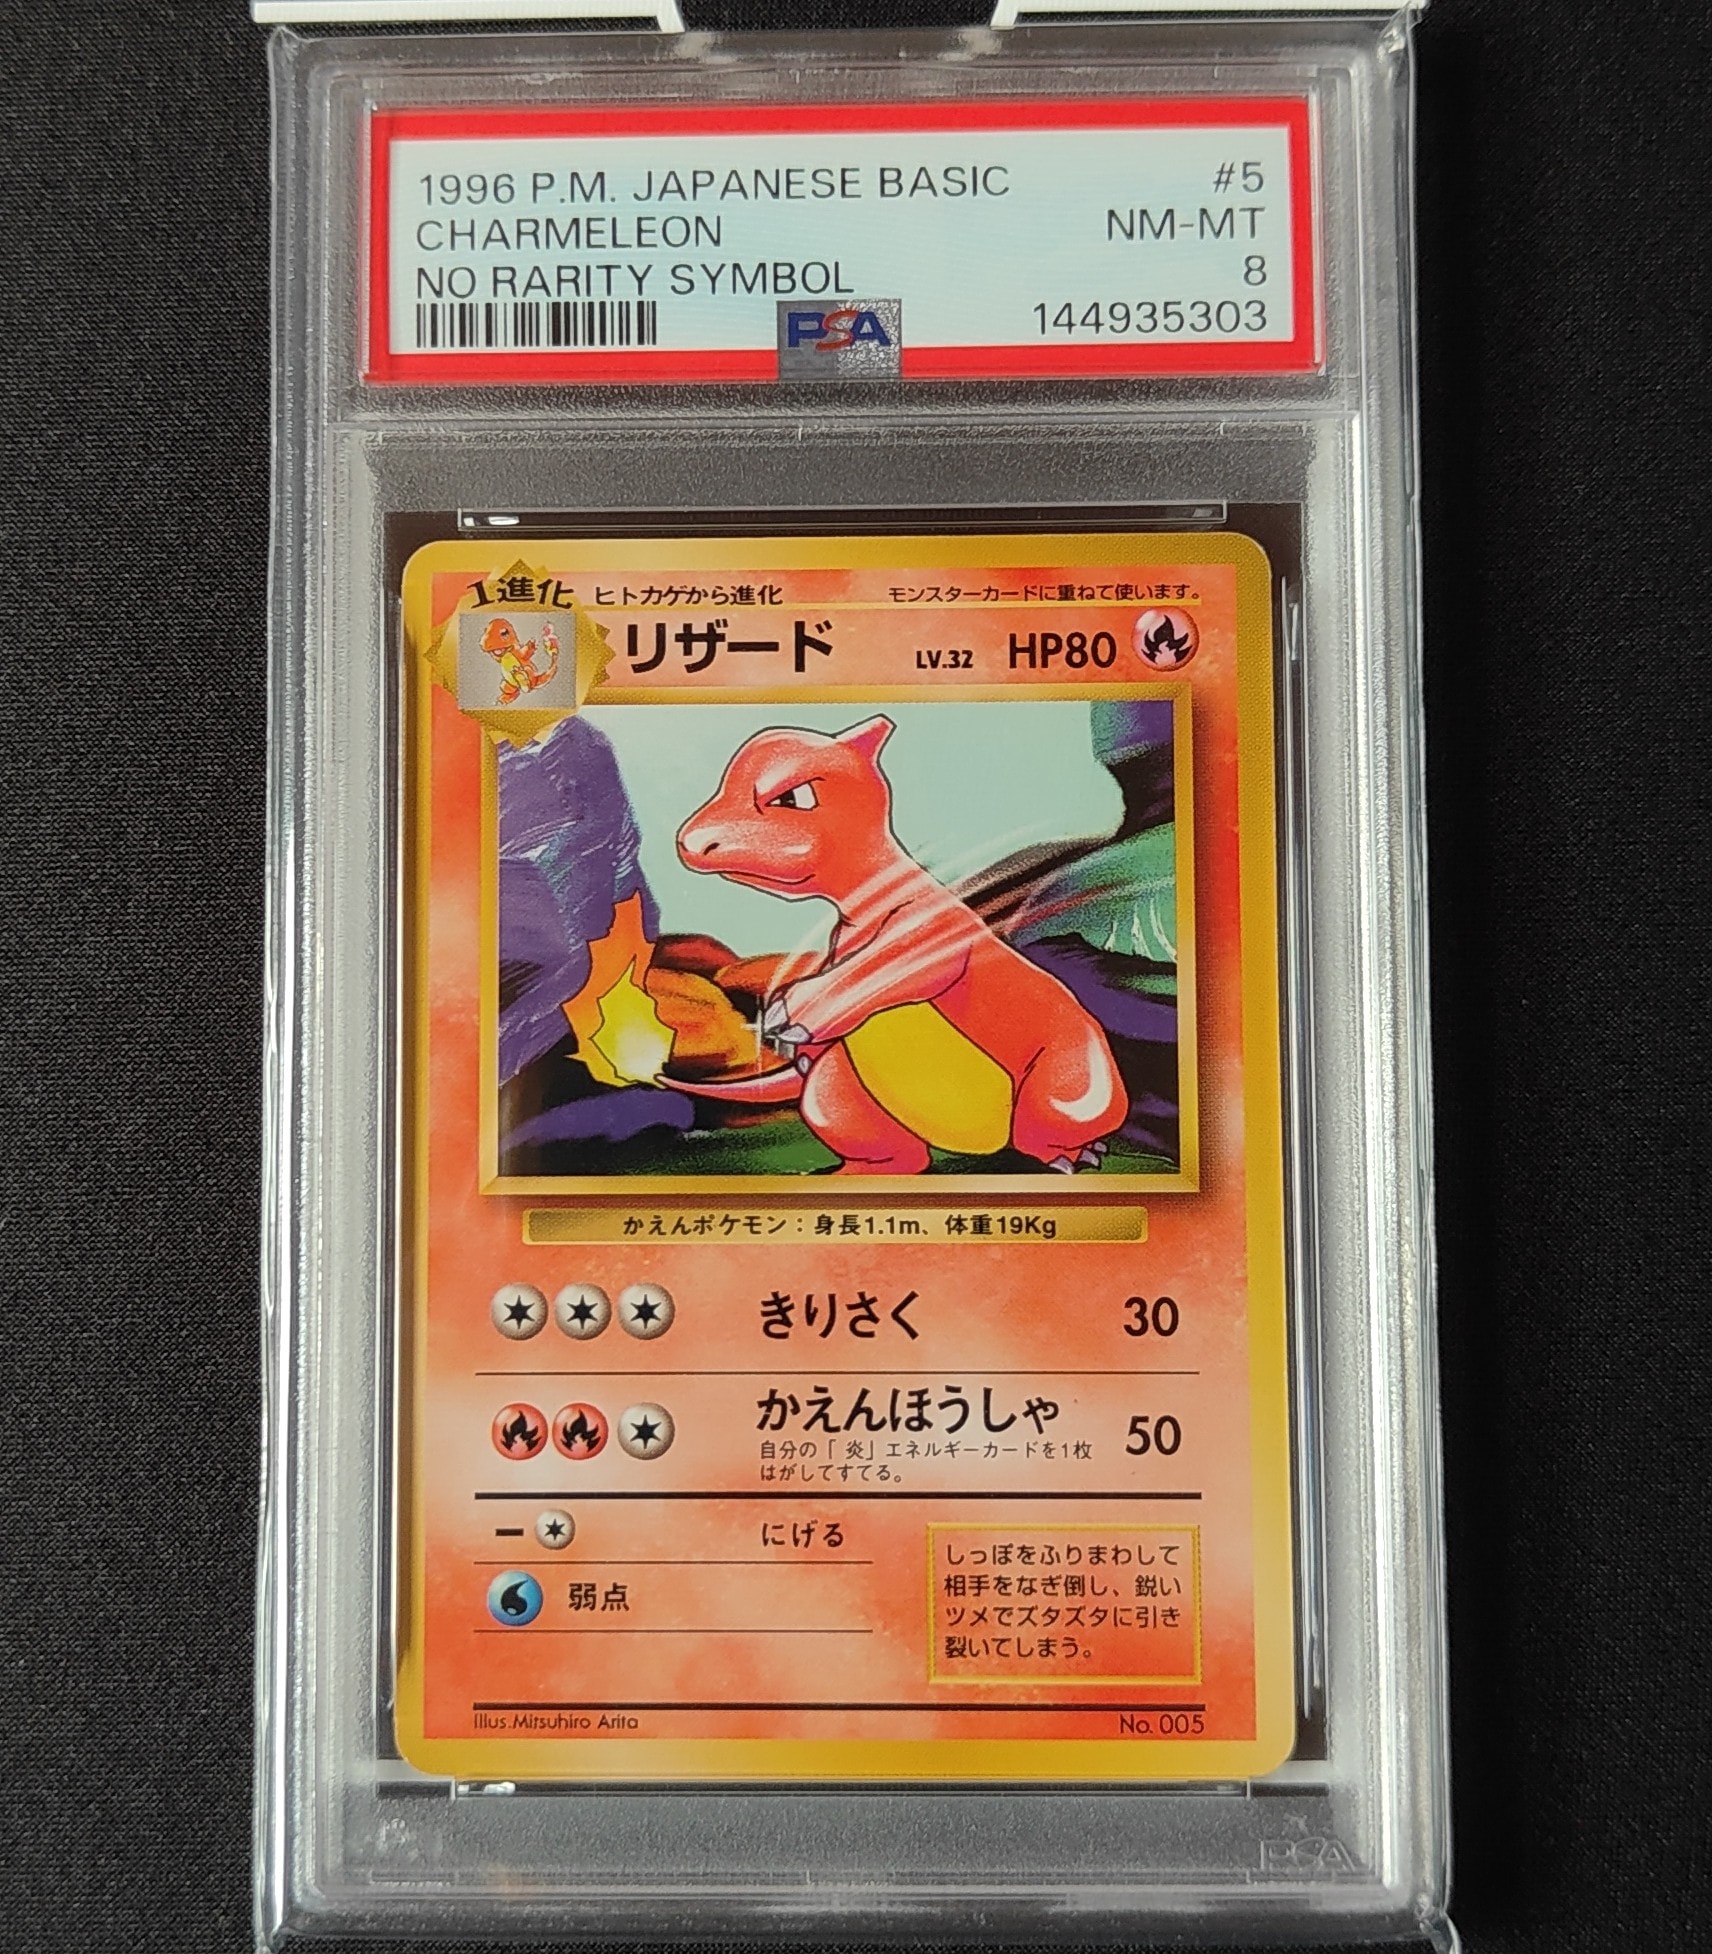 1996 P.M. JAPANESE BASIC #5
CHARMELEON NM-MT
NO RARITY SYMBOL 8
PSA 144935303
1進化 ヒトカゲから進化 モンスターカードに重ねて使います。
リザード LV.32 HP80
かえんポケモン：身長1.1m、体重19Kg
きりさく 30
かえんほうしゃ 50
自分の「炎」エネルギーカードを1枚
はがしてすてる。
ー にげる
弱点
しっぽをふりまわして
相手をなぎ倒し、鋭い
ツメでズタズタに引き
裂いてしまう。
Illus.Mitsuhiro Arita No.005
PSA